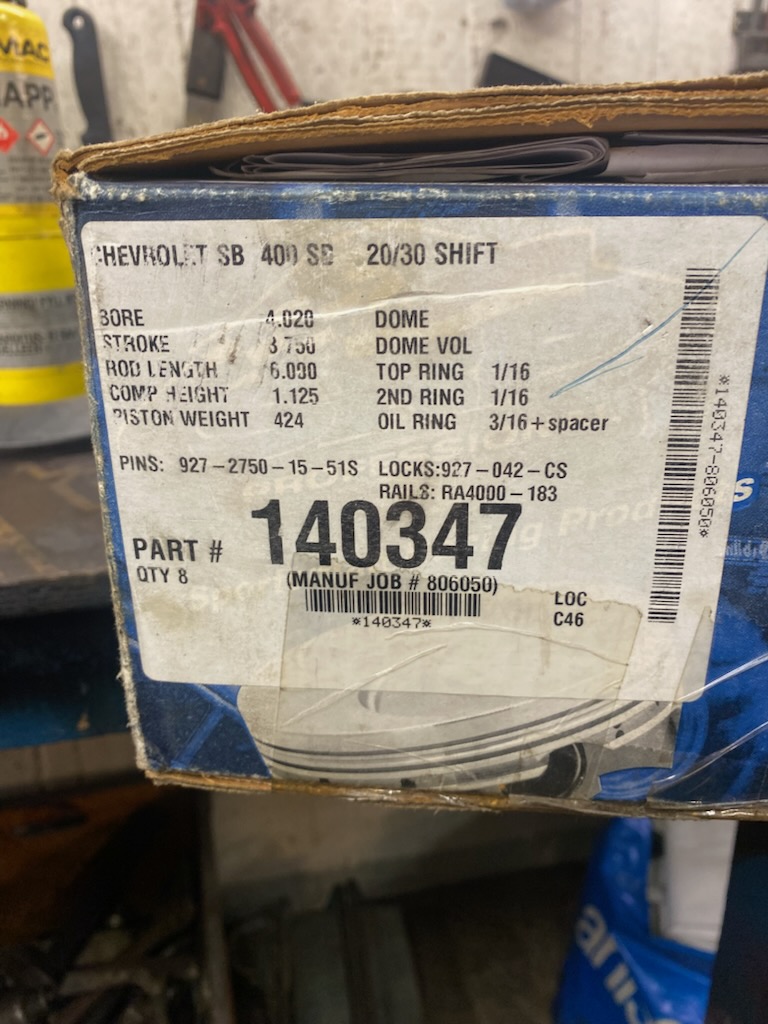 MAC
APP
CHEVROLET SB 400 SB 20/30 SHIFT
BORE 4.020 DOME
STROKE 3.750 DOME VOL
ROD LENGTH 6.000 TOP RING 1/16
COMP HEIGHT 1.125 2ND RING 1/16
PISTON WEIGHT 424 OIL RING 3/16+spacer
PINS: 927-2750-15-51S LOCKS:927-042-CS
RAILS: RA4000-183
PART # 140347
QTY 8 (MANUF JOB # 806050)
*140347*
LOC
C46
*140347-806050*
s